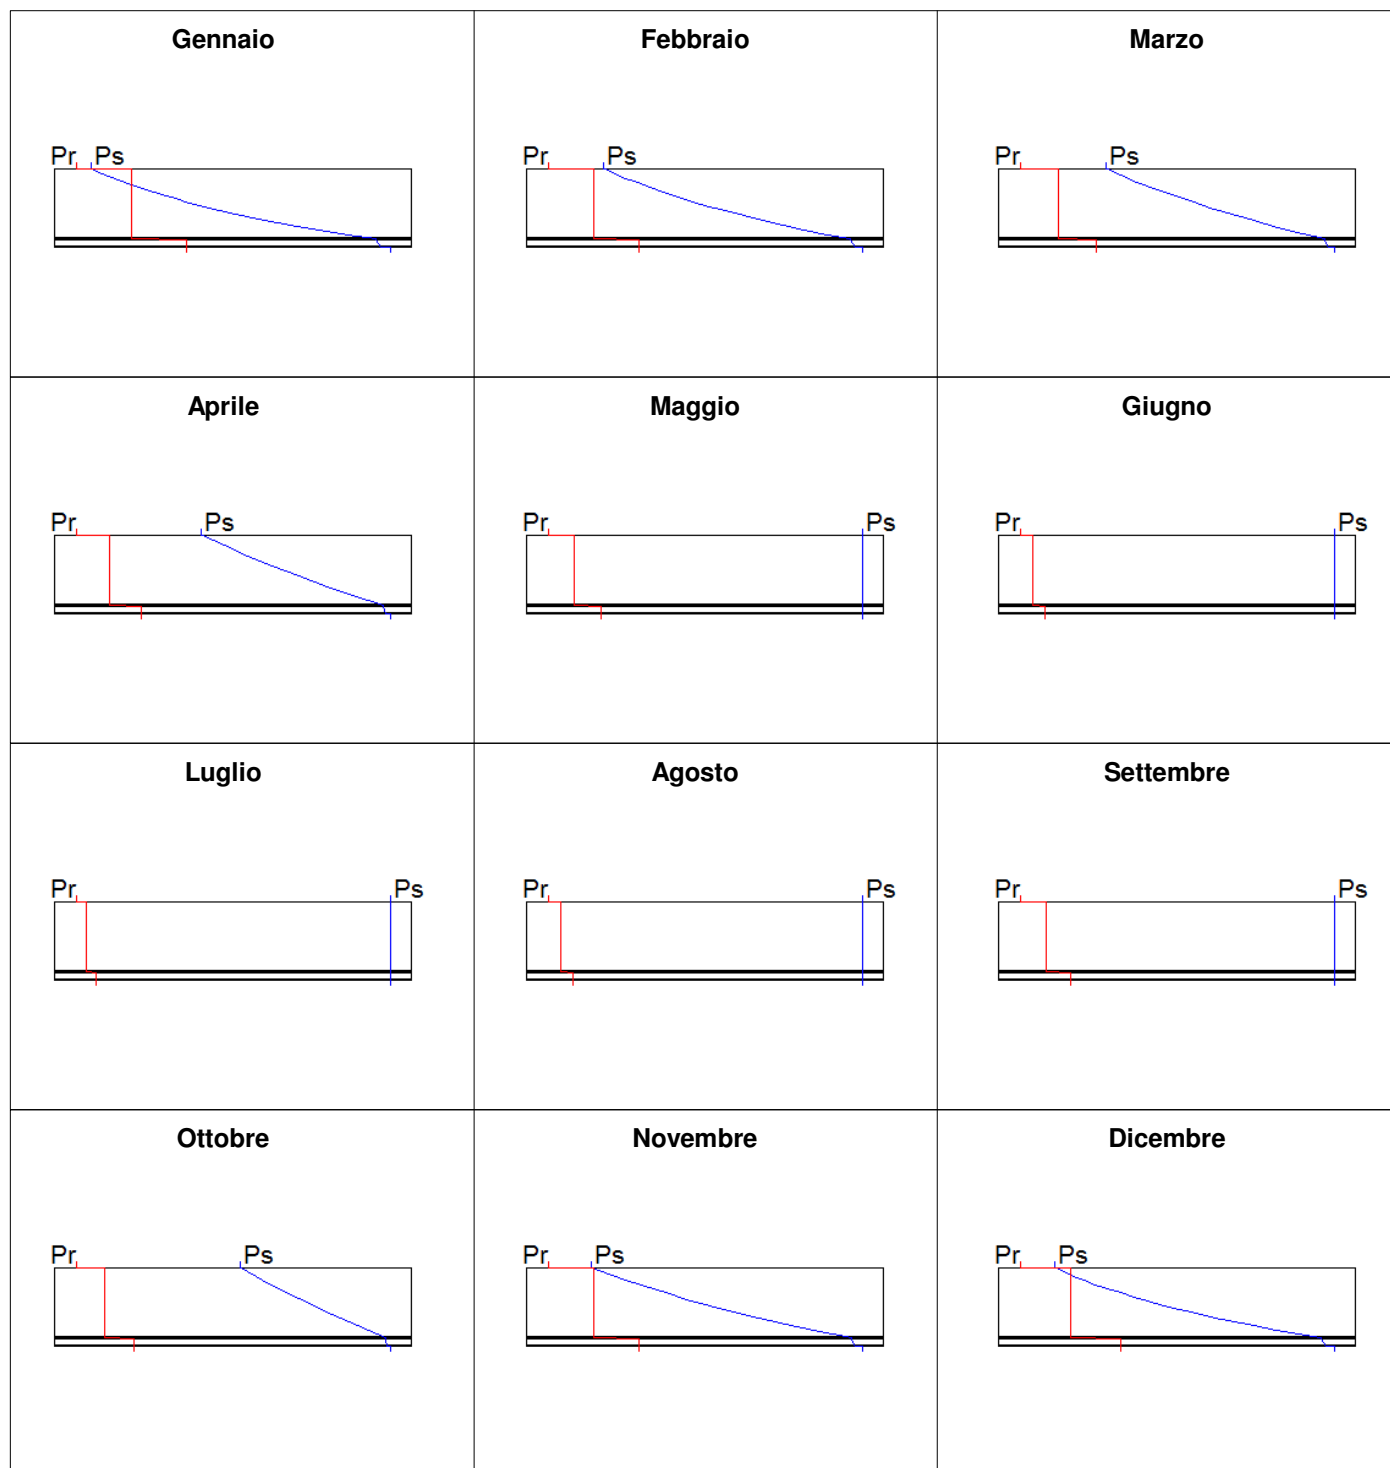 Gennaio Febbraio Marzo
Pr Ps Pr Ps Pr Ps
Aprile Maggio Giugno
Pr Ps Pr Ps Pr Ps
Luglio Agosto Settembre
Pr Ps Pr Ps Pr Ps
Ottobre Novembre Dicembre
Pr Ps Pr Ps Pr Ps